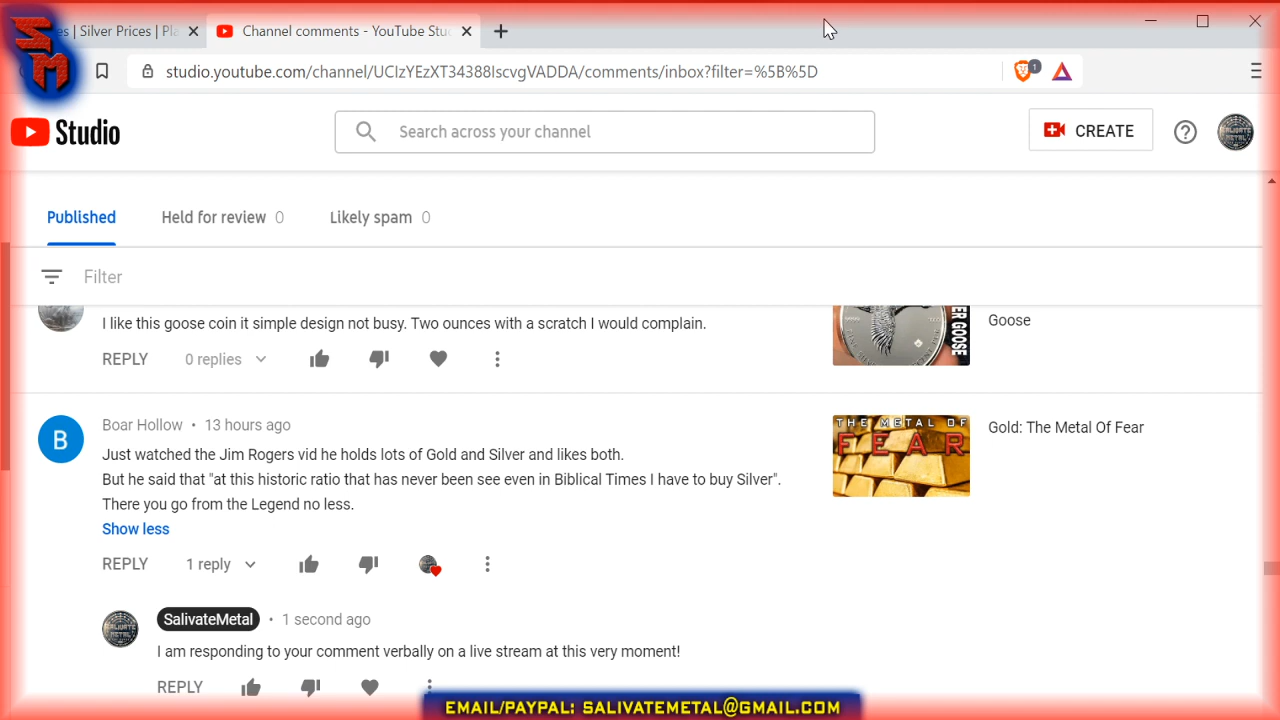 SM
es | Silver Prices | Pla
Channel comments - YouTube Stud
studio.youtube.com/channel/UCIzYEzXT34388IscvgVADDA/comments/inbox?filter=%5B%5D
1
Studio
Search across your channel
CREATE
Published
Held for review 0
Likely spam 0
Filter
I like this goose coin it simple design not busy. Two ounces with a scratch I would complain.
REPLY 0 replies
ER GOOSE
Goose
B
Boar Hollow • 13 hours ago
Just watched the Jim Rogers vid he holds lots of Gold and Silver and likes both.
But he said that "at this historic ratio that has never been see even in Biblical Times I have to buy Silver".
There you go from the Legend no less.
Show less
REPLY 1 reply
THE METAL OF
FEAR
Gold: The Metal Of Fear
SALIVATE
METAL
SalivateMetal • 1 second ago
I am responding to your comment verbally on a live stream at this very moment!
REPLY
EMAIL/PAYPAL: SALIVATEMETAL@GMAIL.COM